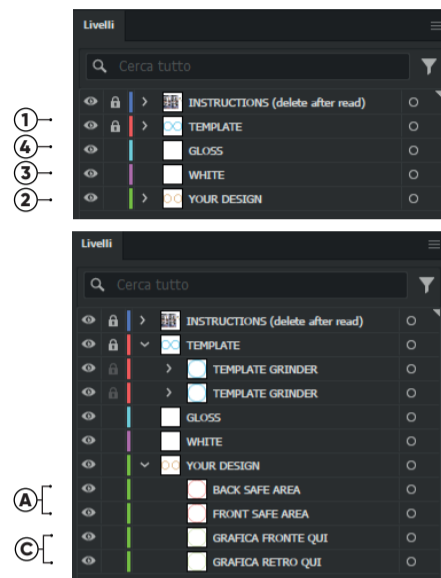 Livelli
Cerca tutto
INSTRUCTIONS (delete after read)
1 TEMPLATE
4 GLOSS
3 WHITE
2 YOUR DESIGN
Livelli
Cerca tutto
INSTRUCTIONS (delete after read)
TEMPLATE
TEMPLATE GRINDER
TEMPLATE GRINDER
GLOSS
WHITE
YOUR DESIGN
A BACK SAFE AREA
FRONT SAFE AREA
C GRAFICA FRONTE QUI
GRAFICA RETRO QUI